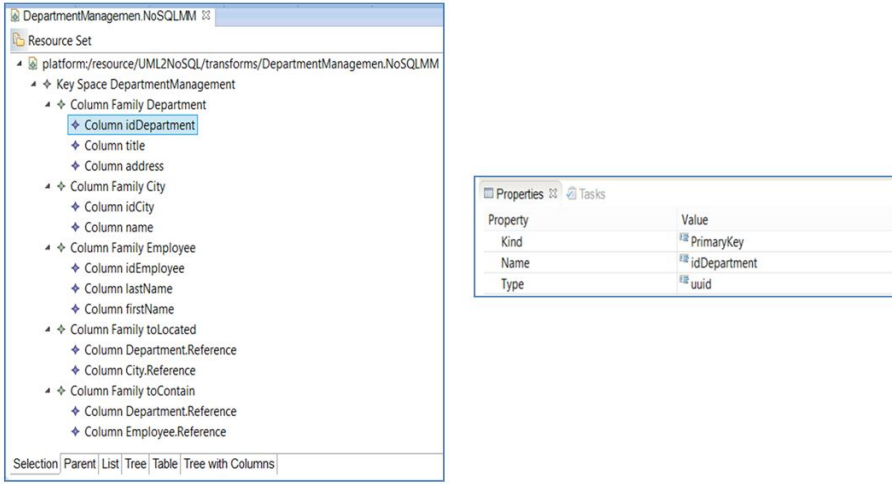 DepartmentManagemen.NoSQLMM
Resource Set
platform:/resource/UML2NoSQL/transforms/DepartmentManagemen.NoSQLMM
Key Space DepartmentManagement
Column Family Department
Column idDepartment
Column title
Column address
Column Family City
Column idCity
Column name
Column Family Employee
Column idEmployee
Column lastName
Column firstName
Column Family toLocated
Column Department.Reference
Column City.Reference
Column Family toContain
Column Department.Reference
Column Employee.Reference
Selection Parent List Tree Table Tree with Columns
Properties Tasks
Property Value
Kind PrimaryKey
Name idDepartment
Type uuid